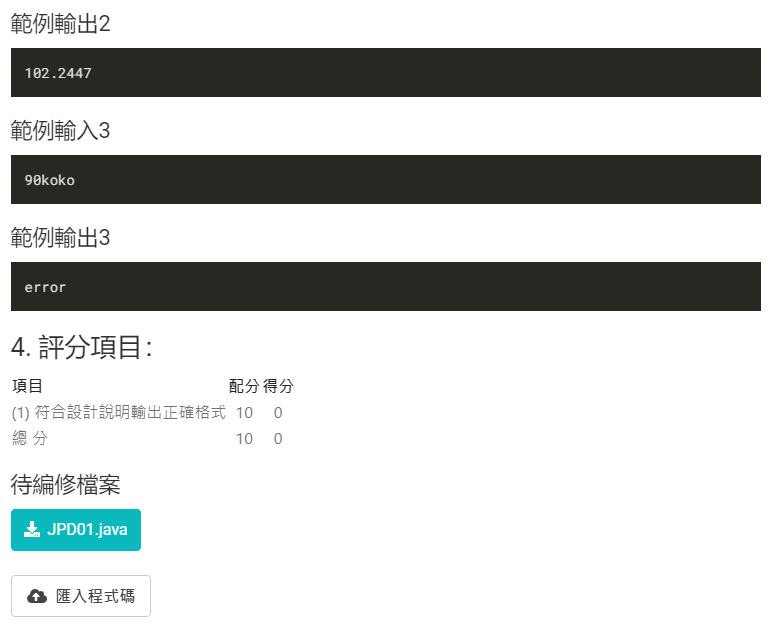 範例輸出2
102.2447
範例輸入3
90koko
範例輸出3
error
4. 評分項目：
項目 配分 得分
(1) 符合設計說明輸出正確格式 10 0
總 分 10 0
待編修檔案
JPD01.java
匯入程式碼